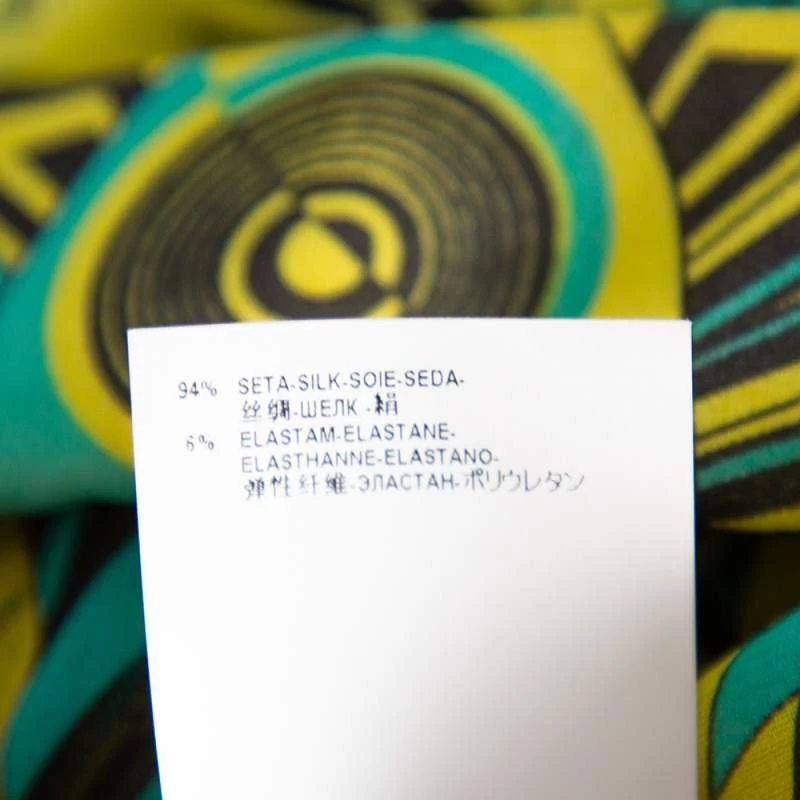 94% SETA-SILK-SOIE-SEDA-
丝绸-ШЕЛК-絹
6% ELASTAM-ELASTANE-
ELASTHANNE-ELASTANO-
弹性纤维-ЭЛАСТАН-ポリウレタン